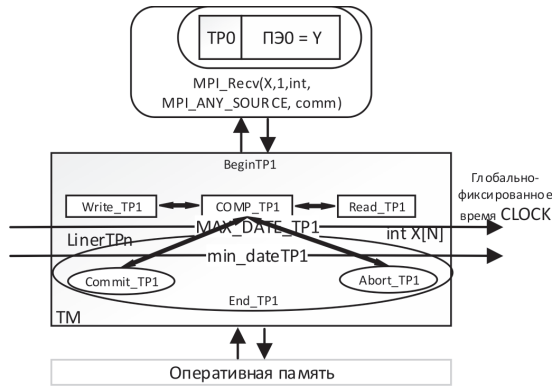 TP0 ПЭ0 = Y
MPI_Recv(X,1,int,
MPI_ANY_SOURCE, comm)
BeginTP1
Write_TP1 COMP_TP1 Read_TP1
Глобально-
фиксированное
время CLOCK
MAX_DATE_TP1
LinerTPn int X[N]
min_dateTP1
Commit_TP1 Abort_TP1
End_TP1
TM
Оперативная память